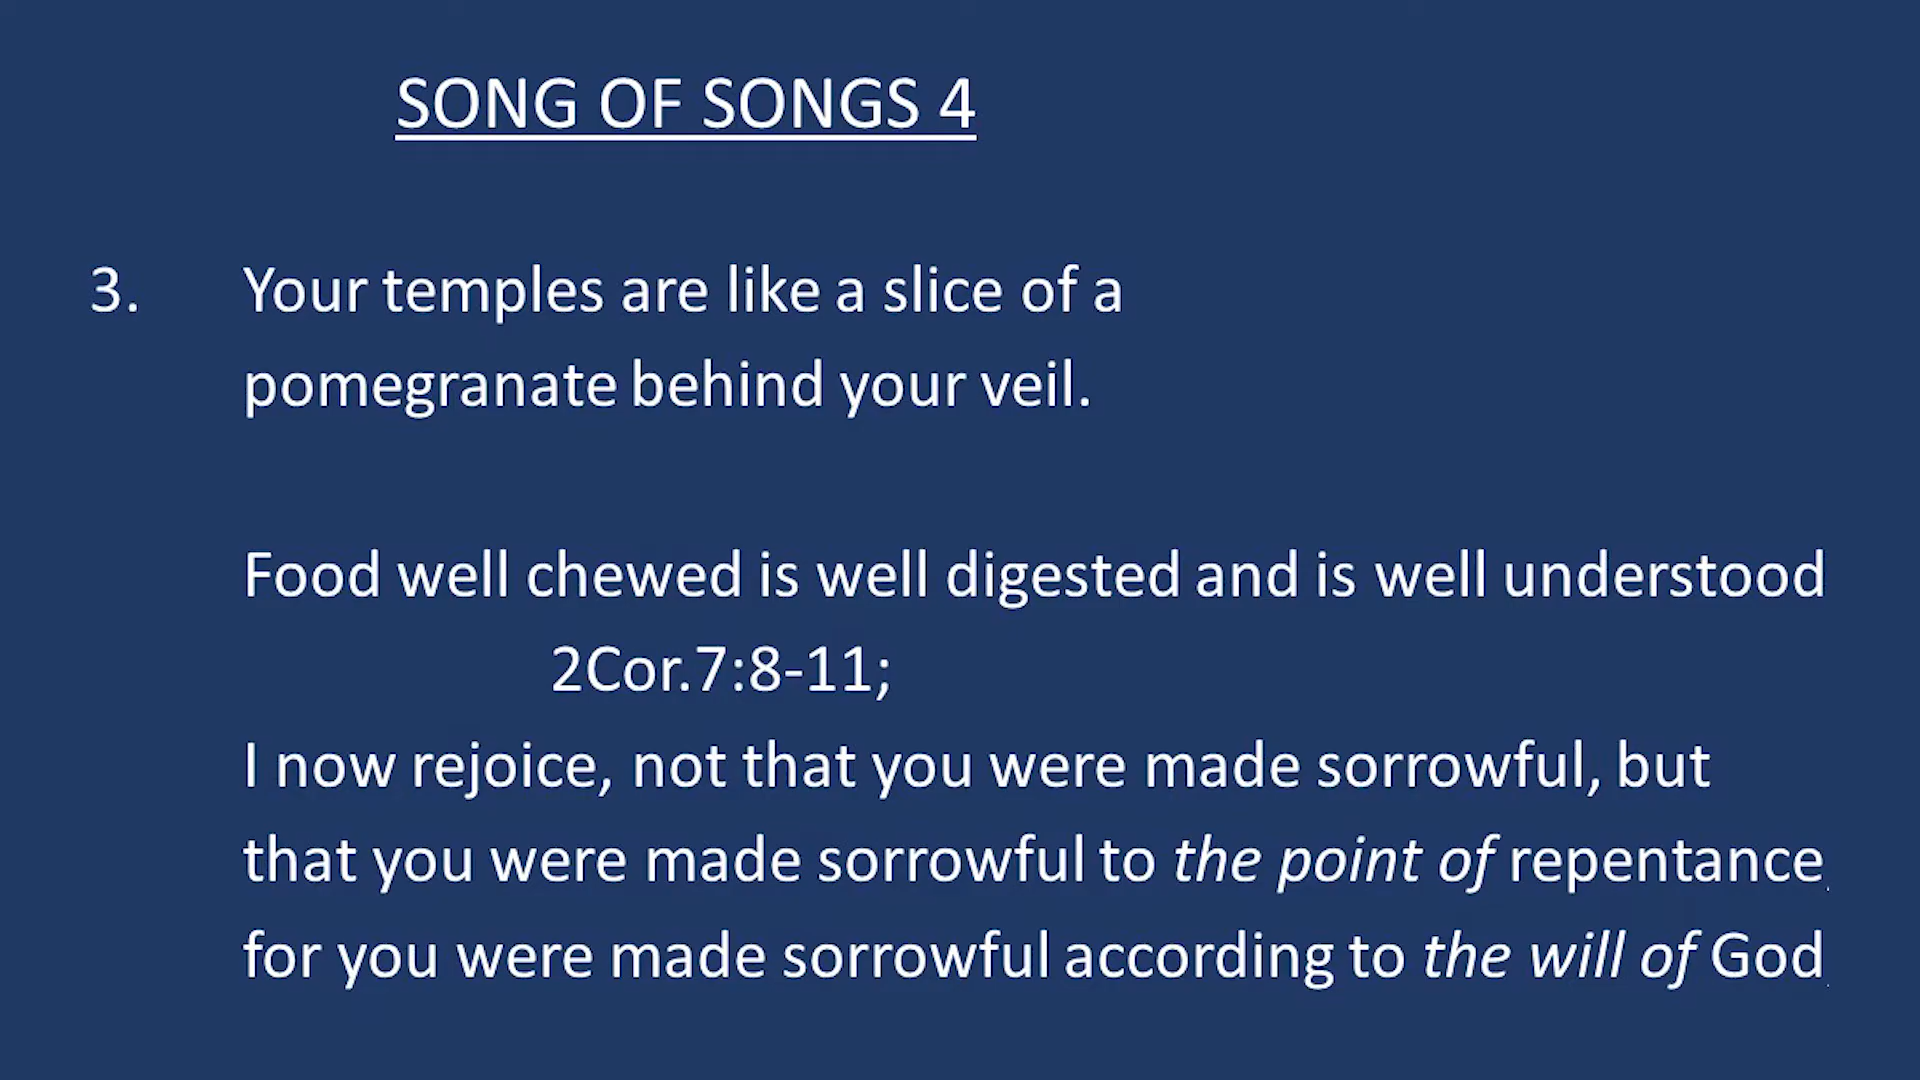 SONG OF SONGS 4
3. Your temples are like a slice of a
pomegranate behind your veil.
Food well chewed is well digested and is well understood
2Cor.7:8-11;
I now rejoice, not that you were made sorrowful, but
that you were made sorrowful to the point of repentance
for you were made sorrowful according to the will of God